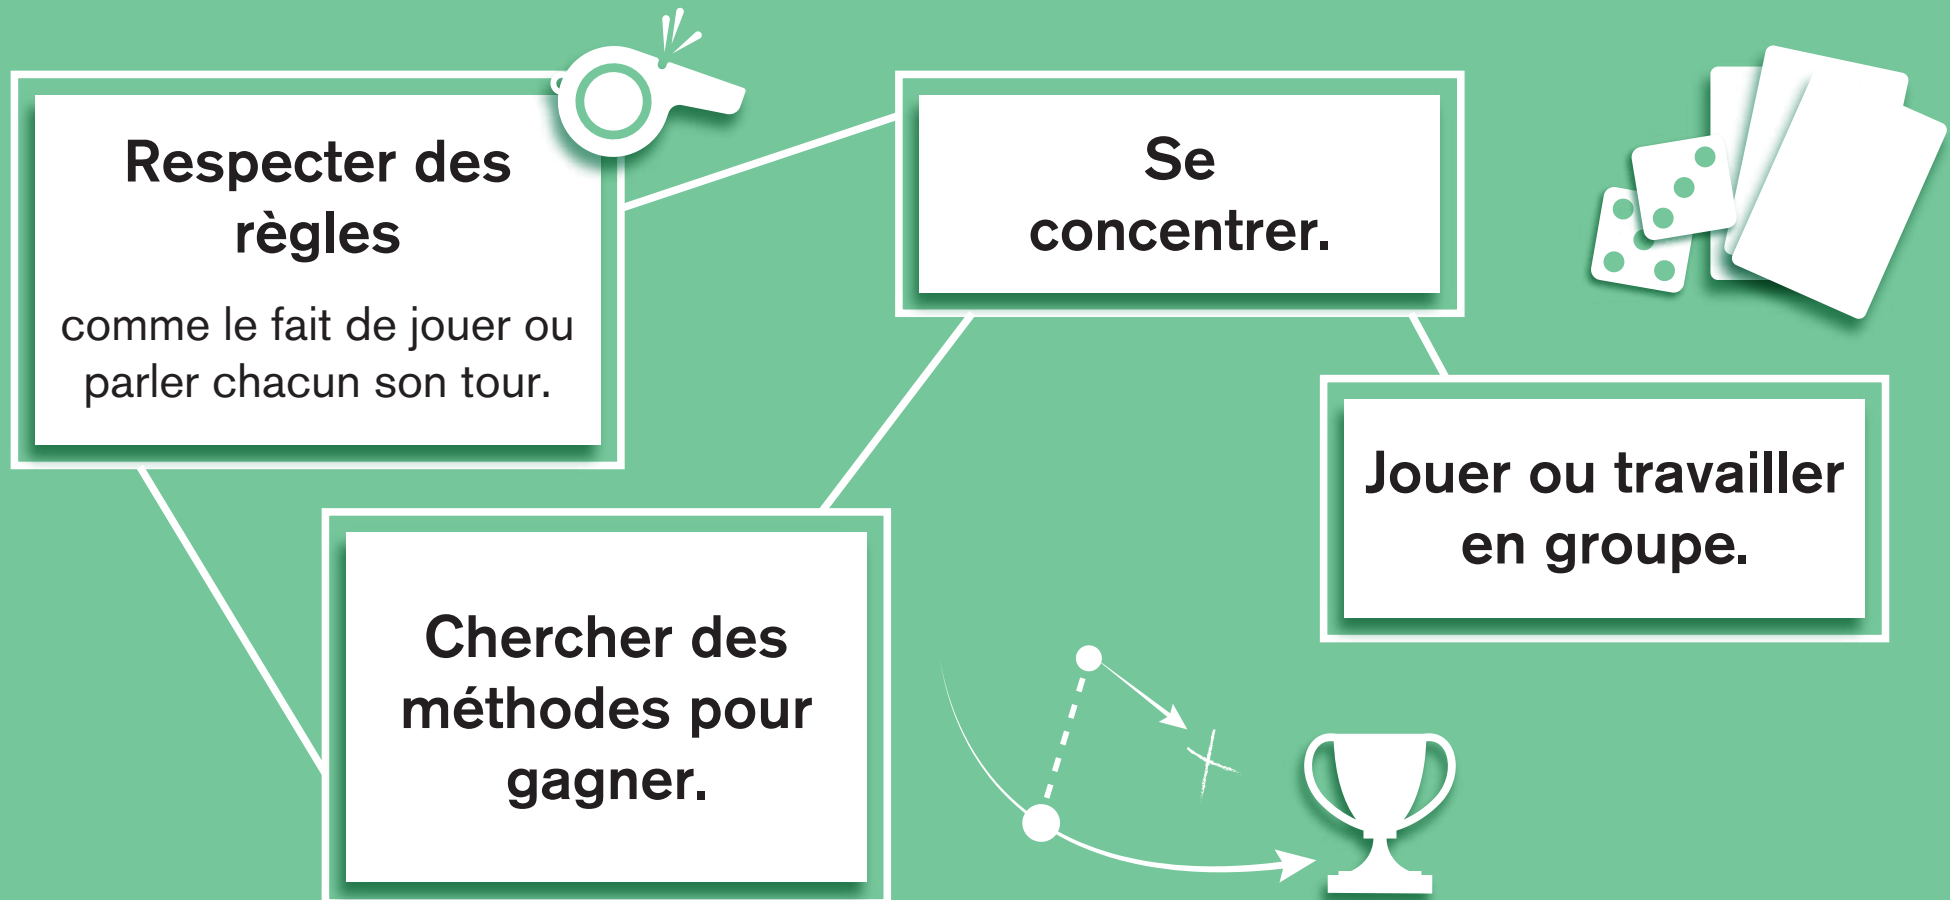 Respecter des
règles
comme le fait de jouer ou
parler chacun son tour.
Se
concentrer.
Jouer ou travailler
en groupe.
Chercher des
méthodes pour
gagner.